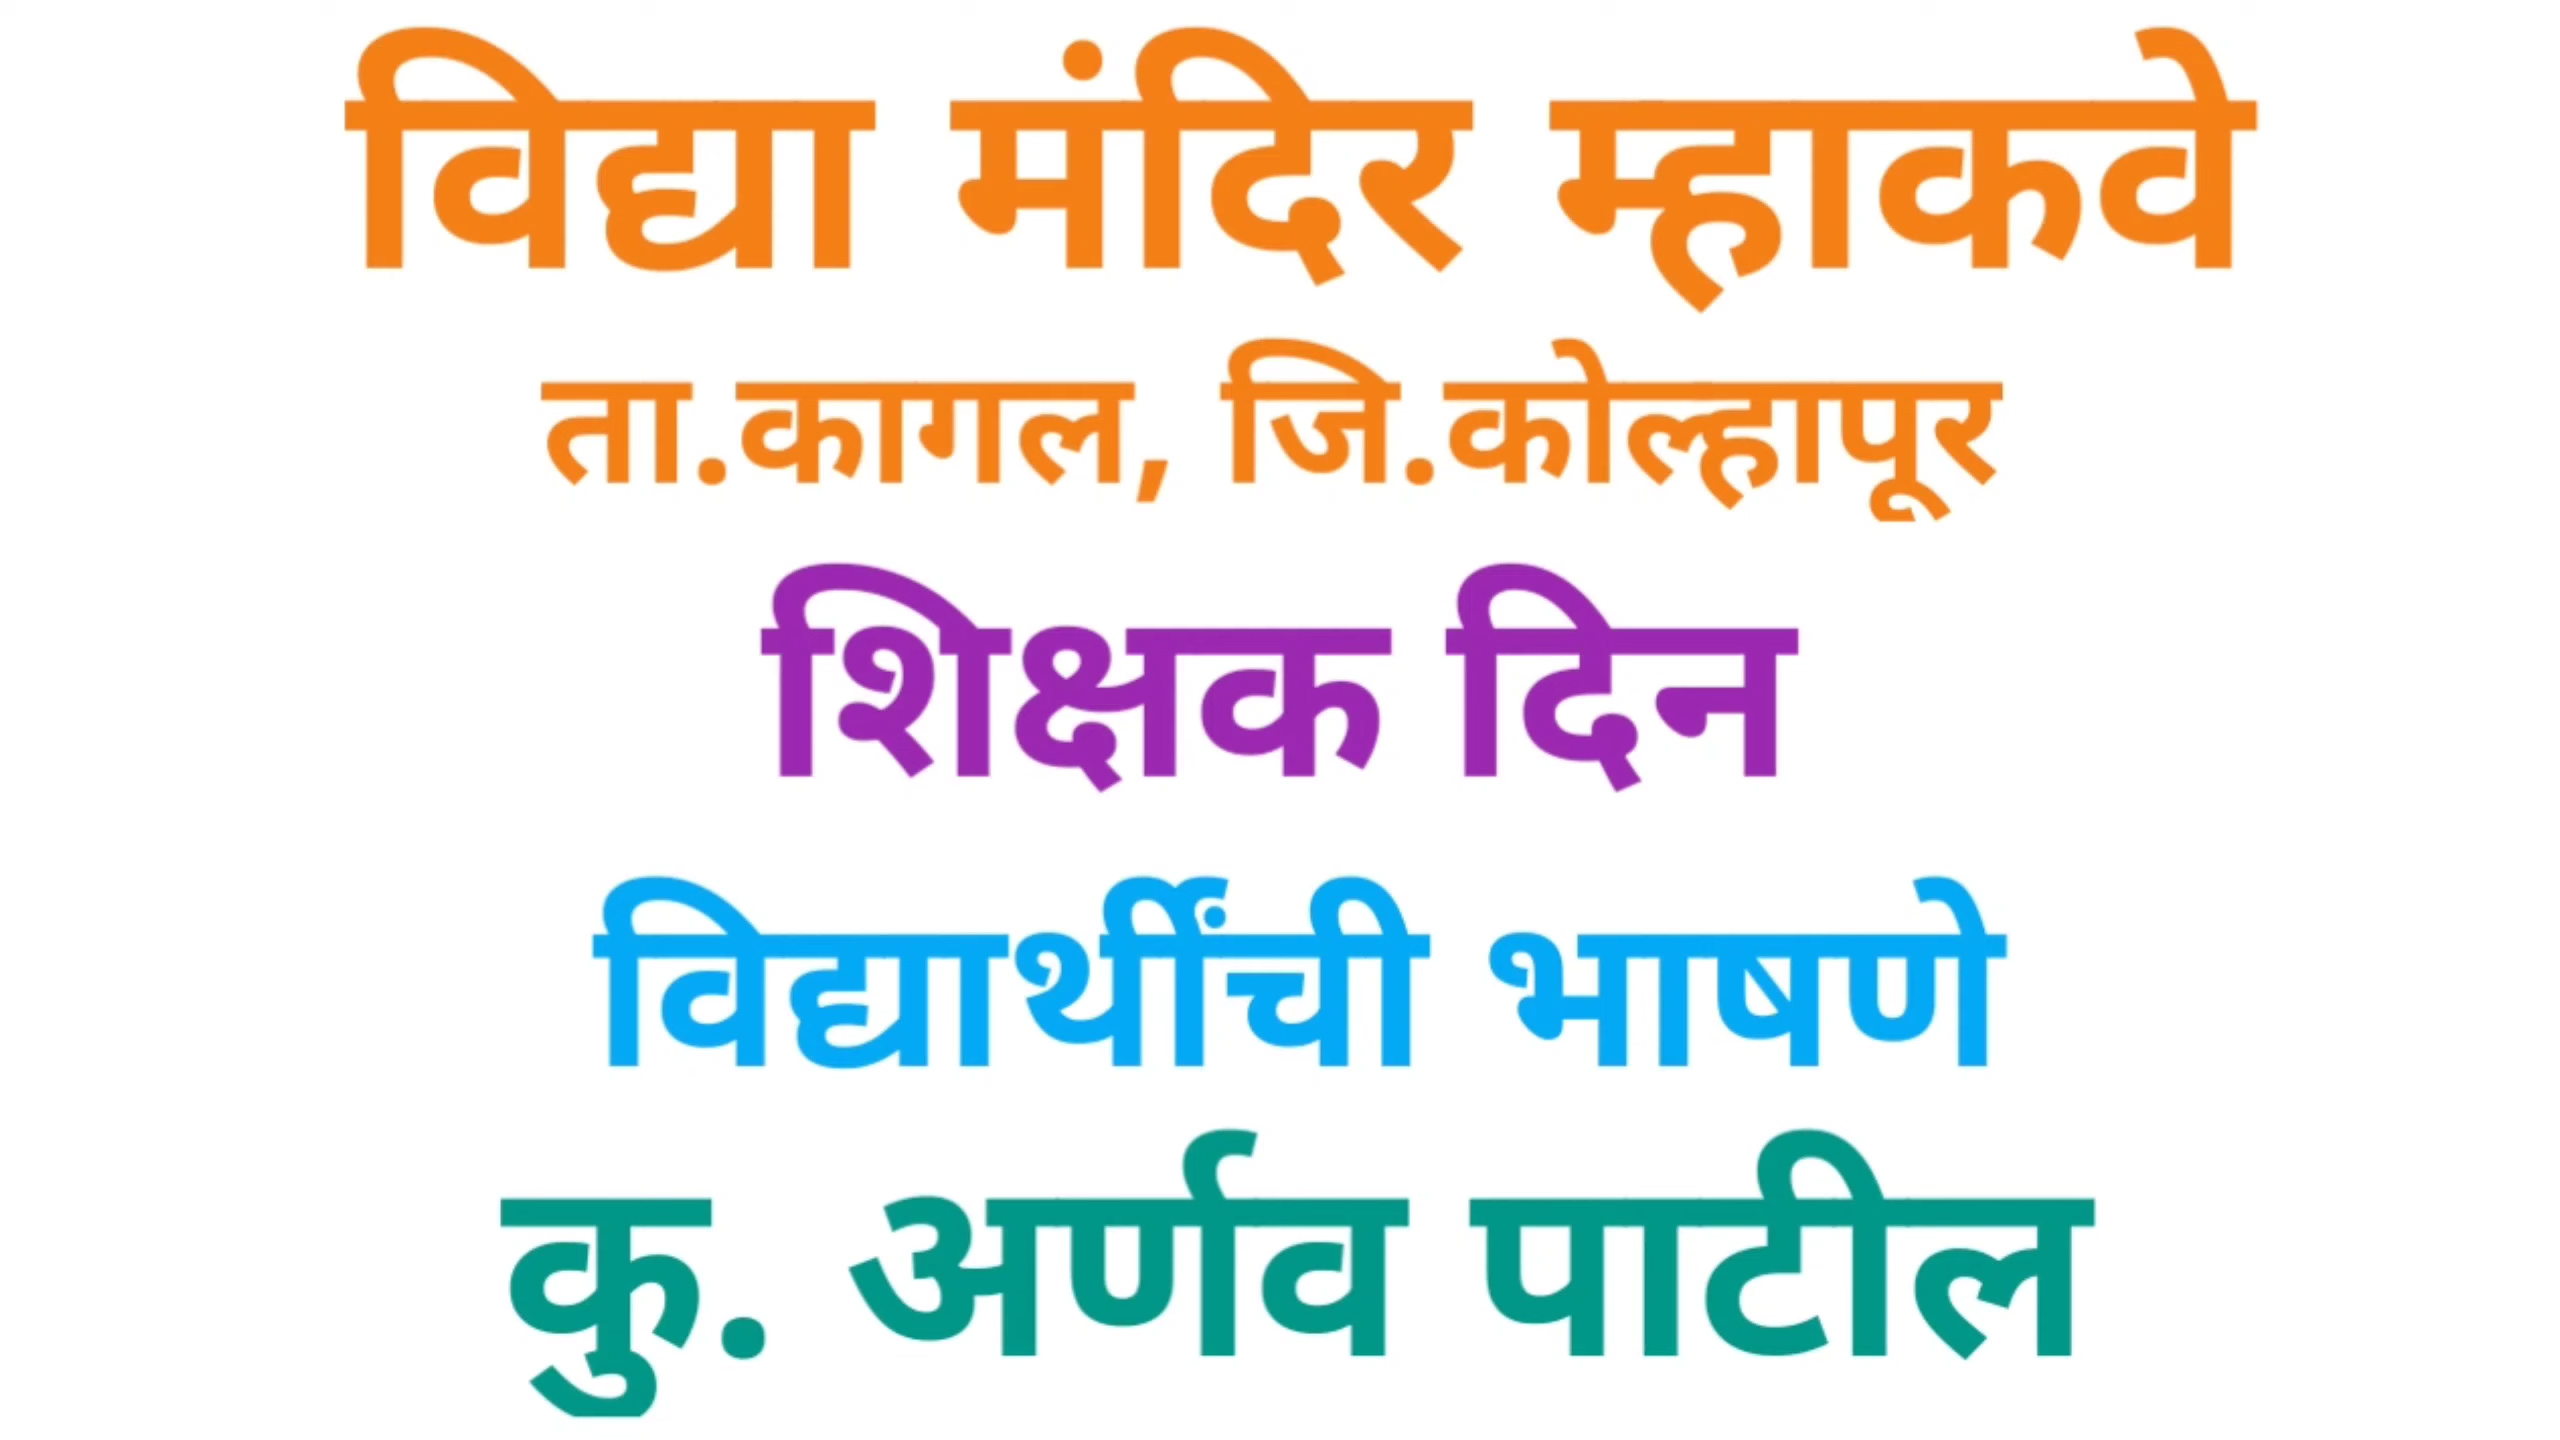 विद्या मंदिर म्हाकवे
ता.कागल, जि.कोल्हापूर
शिक्षक दिन
विद्यार्थींची भाषणे
कु. अर्णव पाटील